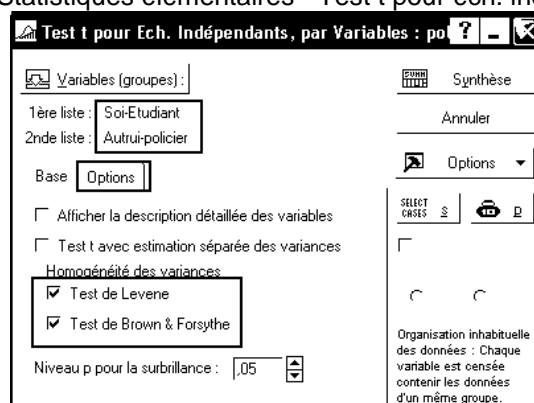 Statistiques élémentaires - Test t pour éch.
Test t pour Ech. Indépendants, par Variables : po
Variables (groupes) :
1ère liste : Soi-Etudiant
2nde liste : Autrui-policier
Base Options
Afficher la description détaillée des variables
Test t avec estimation séparée des variances
Homogénéité des variances
Test de Levene
Test de Brown & Forsythe
Niveau p pour la surbrillance : ,05
Synthèse
Annuler
Options
SELECT CASES S D
Organisation inhabituelle
des données : Chaque
variable est censée
contenir les données
d'un même groupe.